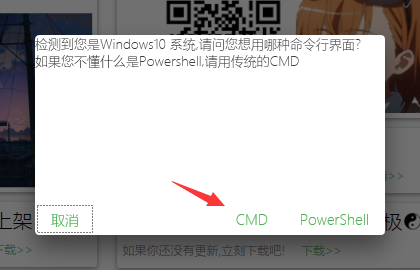 检测到您是Windows10 系统,请问您想用哪种命令行界面?
如果您不懂什么是Powershell,请用传统的CMD
取消
CMD
PowerShell
上架
极
下载>>
如果你还没有更新,立刻下载吧!
下载>>